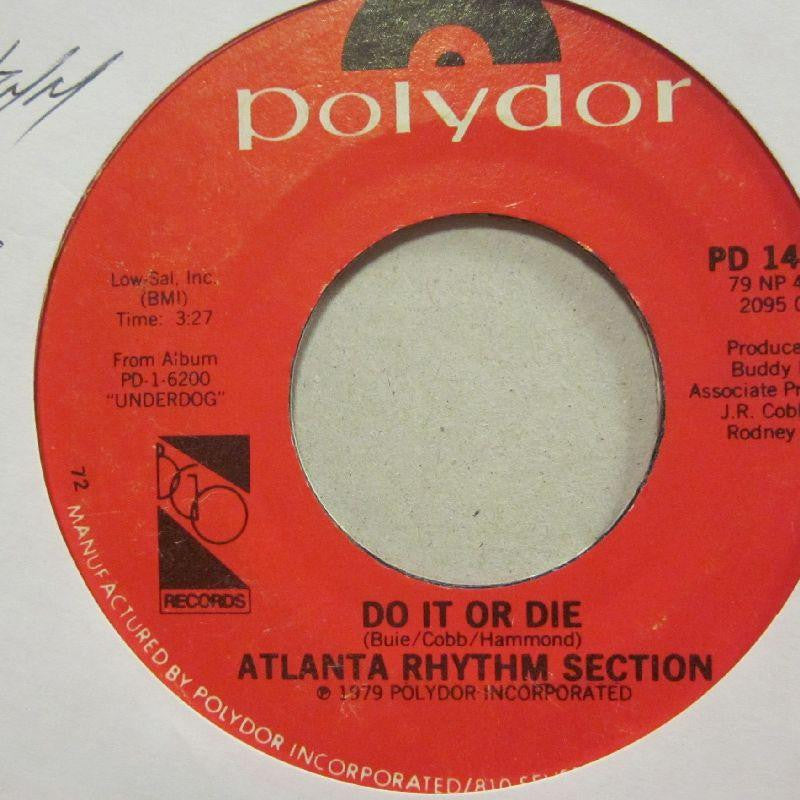 polydor
Low-Sal, Inc.
(BMI)
Time: 3:27
From Album
PD-1-6200
"UNDERDOG"
BGO
RECORDS
PD 14
79 NP 4
2095
Produce
Buddy
Associate Pr
J.R. Cobb
Rodney
DO IT OR DIE
(Buie/Cobb/Hammond)
ATLANTA RHYTHM SECTION
℗ 1979 POLYDOR INCORPORATED
72
MANUFACTURED BY POLYDOR INCORPORATED/810